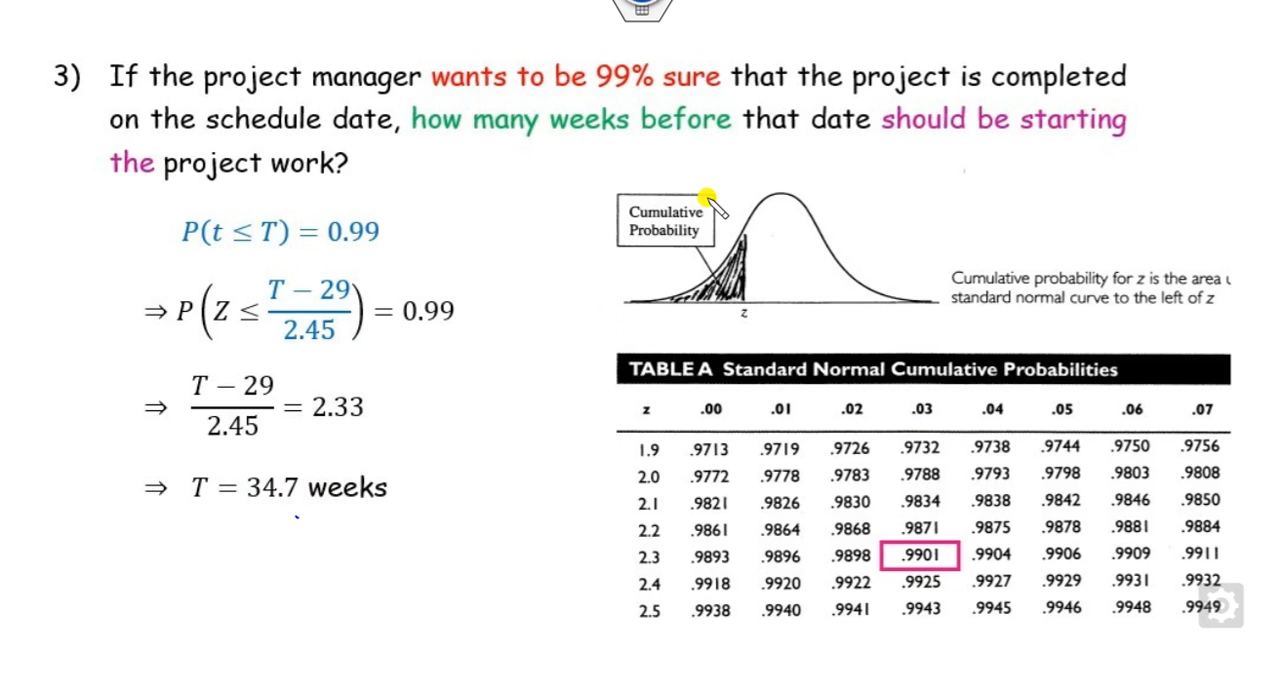 3) If the project manager wants to be 99% sure that the project is completed
on the schedule date, how many weeks before that date should be starting
the project work?
P(t ≤ T) = 0.99
⇒ P(Z ≤ (T − 29)/2.45) = 0.99
⇒ (T − 29)/2.45 = 2.33
⇒ T = 34.7 weeks
Cumulative
Probability
z
Cumulative probability for z is the area
standard normal curve to the left of z
TABLE A Standard Normal Cumulative Probabilities
z .00 .01 .02 .03 .04 .05 .06 .07
1.9 .9713 .9719 .9726 .9732 .9738 .9744 .9750 .9756
2.0 .9772 .9778 .9783 .9788 .9793 .9798 .9803 .9808
2.1 .9821 .9826 .9830 .9834 .9838 .9842 .9846 .9850
2.2 .9861 .9864 .9868 .9871 .9875 .9878 .9881 .9884
2.3 .9893 .9896 .9898 .9901 .9904 .9906 .9909 .9911
2.4 .9918 .9920 .9922 .9925 .9927 .9929 .9931 .9932
2.5 .9938 .9940 .9941 .9943 .9945 .9946 .9948 .9949